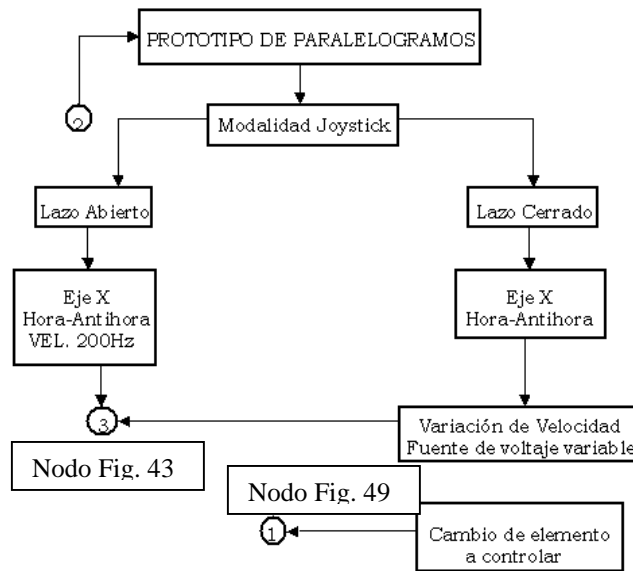 PROTOTIPO DE PARALELOGRAMOS
2
Modalidad Joystick
Lazo Abierto
Lazo Cerrado
Eje X
Hora-Antihora
VEL. 200Hz
Eje X
Hora-Antihora
3
Variación de Velocidad
Fuente de voltaje variable
Nodo Fig. 43
Nodo Fig. 49
1
Cambio de elemento
a controlar